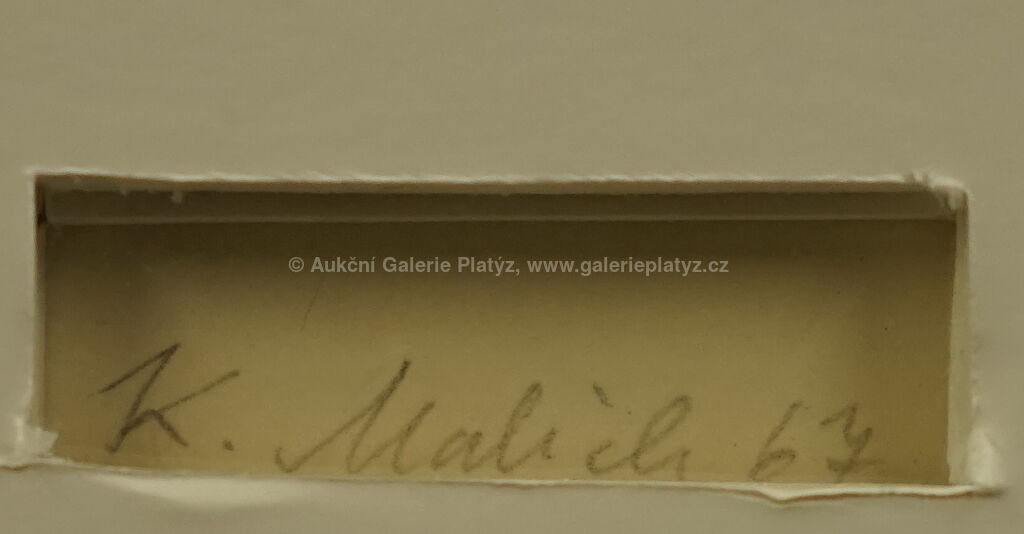 © Aukční Galerie Platýz, www.galerieplatyz.cz
K. Malich 67